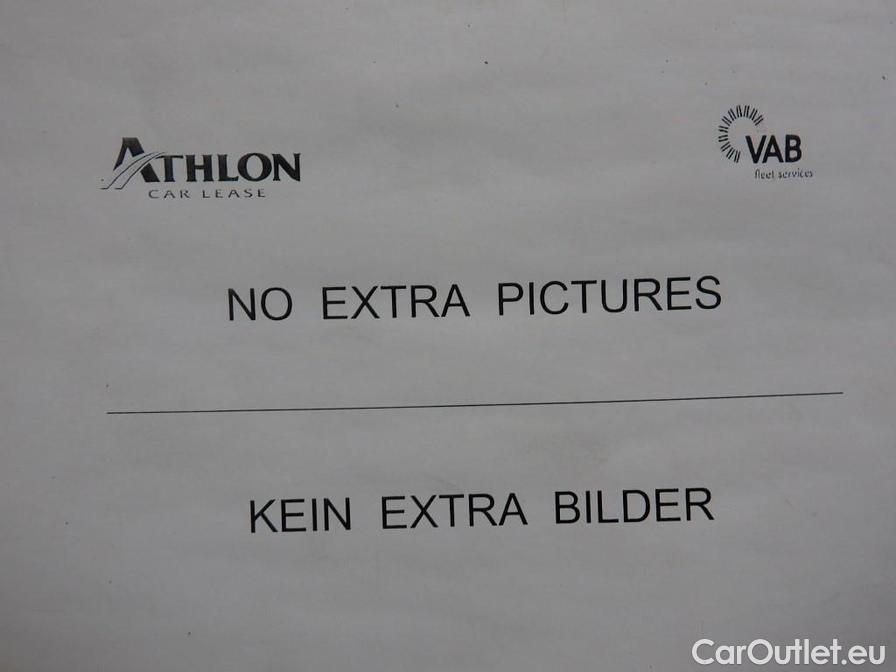 ATHLON
CAR LEASE
VAB
fleet services
NO EXTRA PICTURES
KEIN EXTRA BILDER
CarOutlet.eu